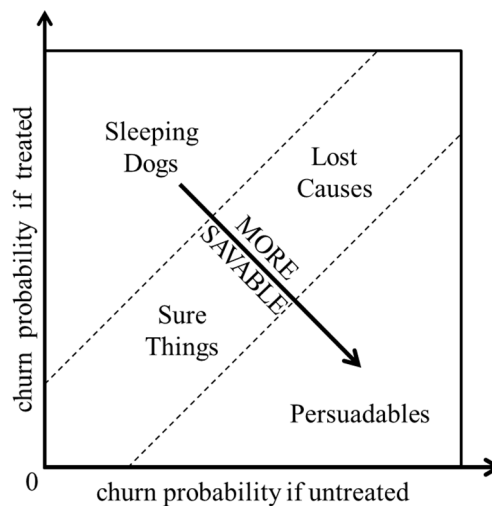 Sleeping
Dogs
Lost
Causes
MORE
SAVABLE
Sure
Things
Persuadables
churn probability if treated
0
churn probability if untreated